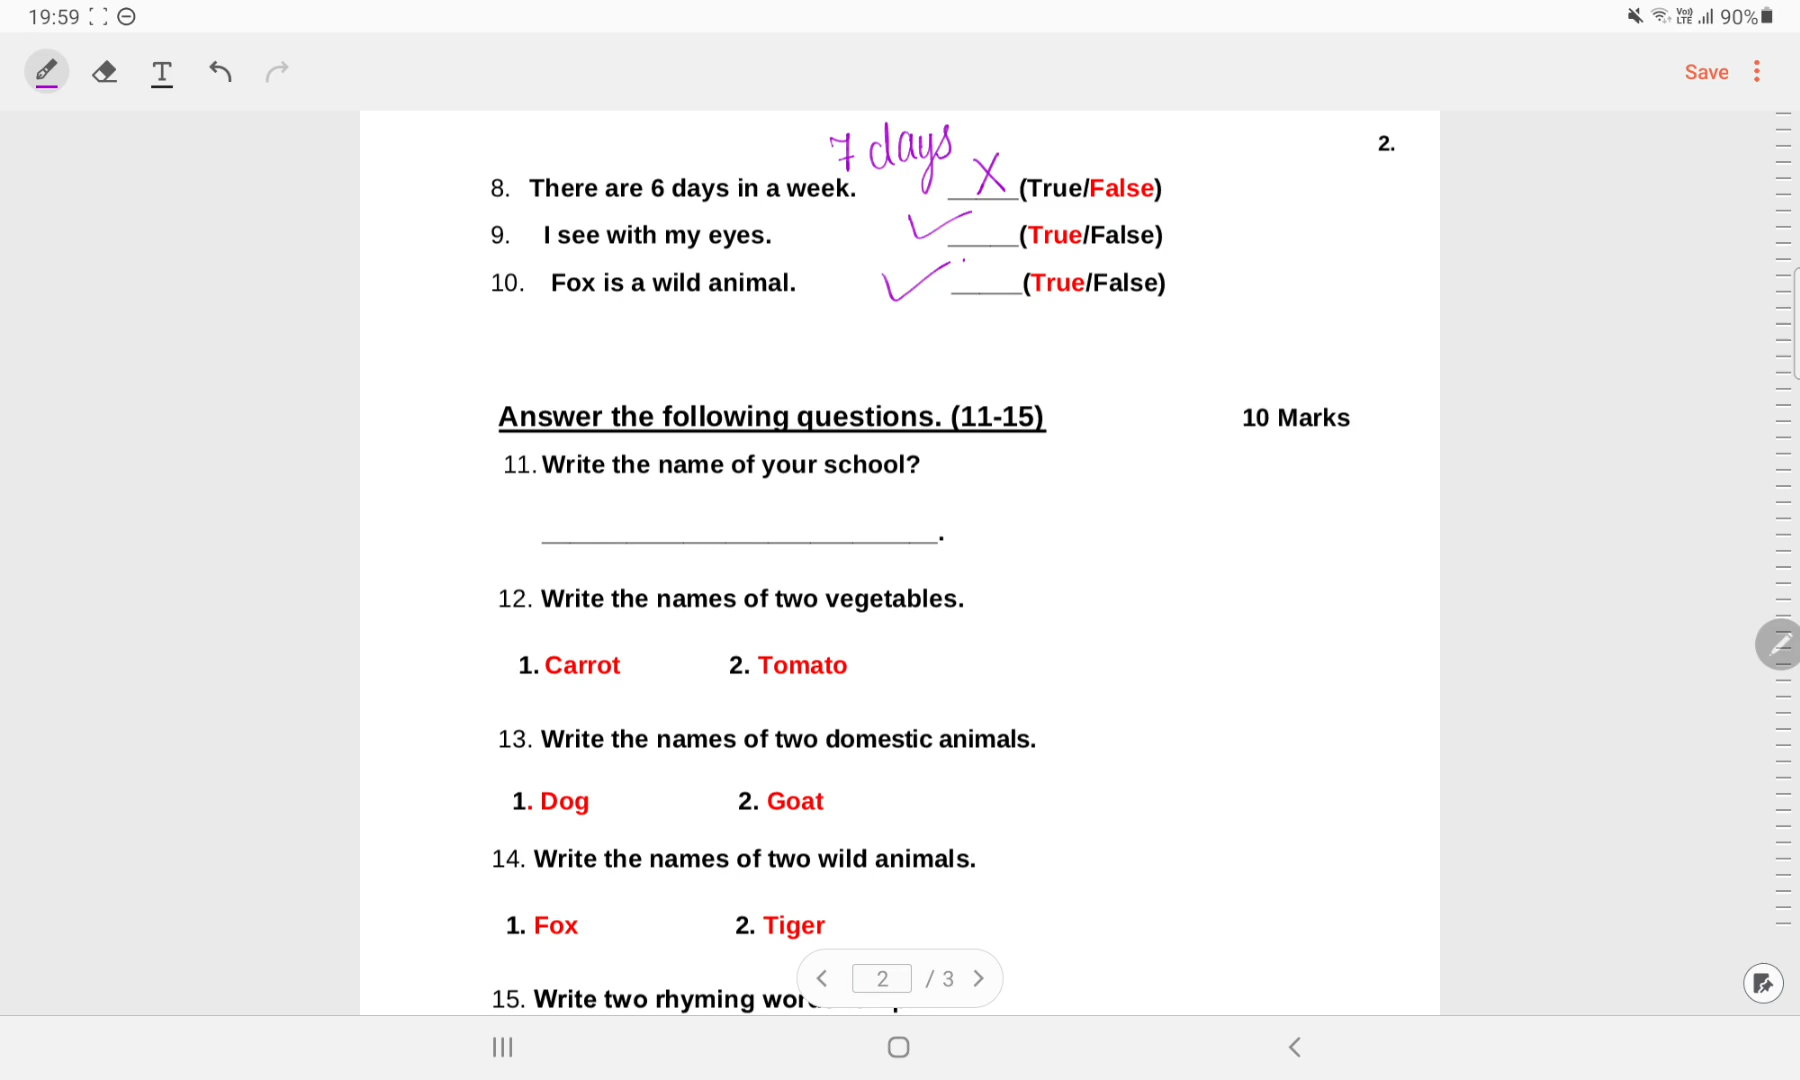 19:59 90%
Save
7 days
2.
8. There are 6 days in a week. _____ X (True/False)
9. I see with my eyes. _____(True/False)
10. Fox is a wild animal. _____(True/False)
Answer the following questions. (11-15) 10 Marks
11. Write the name of your school?
____________________________.
12. Write the names of two vegetables.
1. Carrot 2. Tomato
13. Write the names of two domestic animals.
1. Dog 2. Goat
14. Write the names of two wild animals.
1. Fox 2. Tiger
2 / 3
15. Write two rhyming